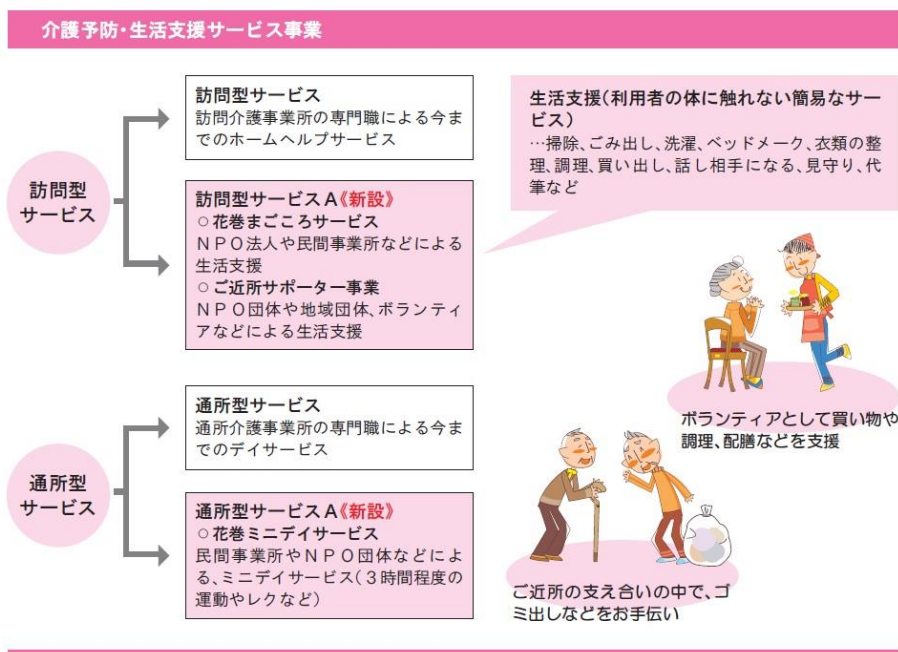 介護予防・生活支援サービス事業
訪問型
サービス
訪問型サービス
訪問介護事業所の専門職による今ま
でのホームヘルプサービス
訪問型サービスA《新設》
○花巻まごころサービス
NPO法人や民間事業所などによる
生活支援
○ご近所サポーター事業
NPO団体や地域団体、ボランティ
アなどによる生活支援
生活支援(利用者の体に触れない簡易なサー
ビス)
…掃除、ごみ出し、洗濯、ベッドメーク、衣類の整
理、調理、買い出し、話し相手になる、見守り、代
筆など
ボランティアとして買い物や
調理、配膳などを支援
通所型
サービス
通所型サービス
通所介護事業所の専門職による今ま
でのデイサービス
通所型サービスA《新設》
○花巻ミニデイサービス
民間事業所やNPO団体などによ
る、ミニデイサービス(3時間程度の
運動やレクなど)
ご近所の支え合いの中で、ゴ
ミ出しなどをお手伝い